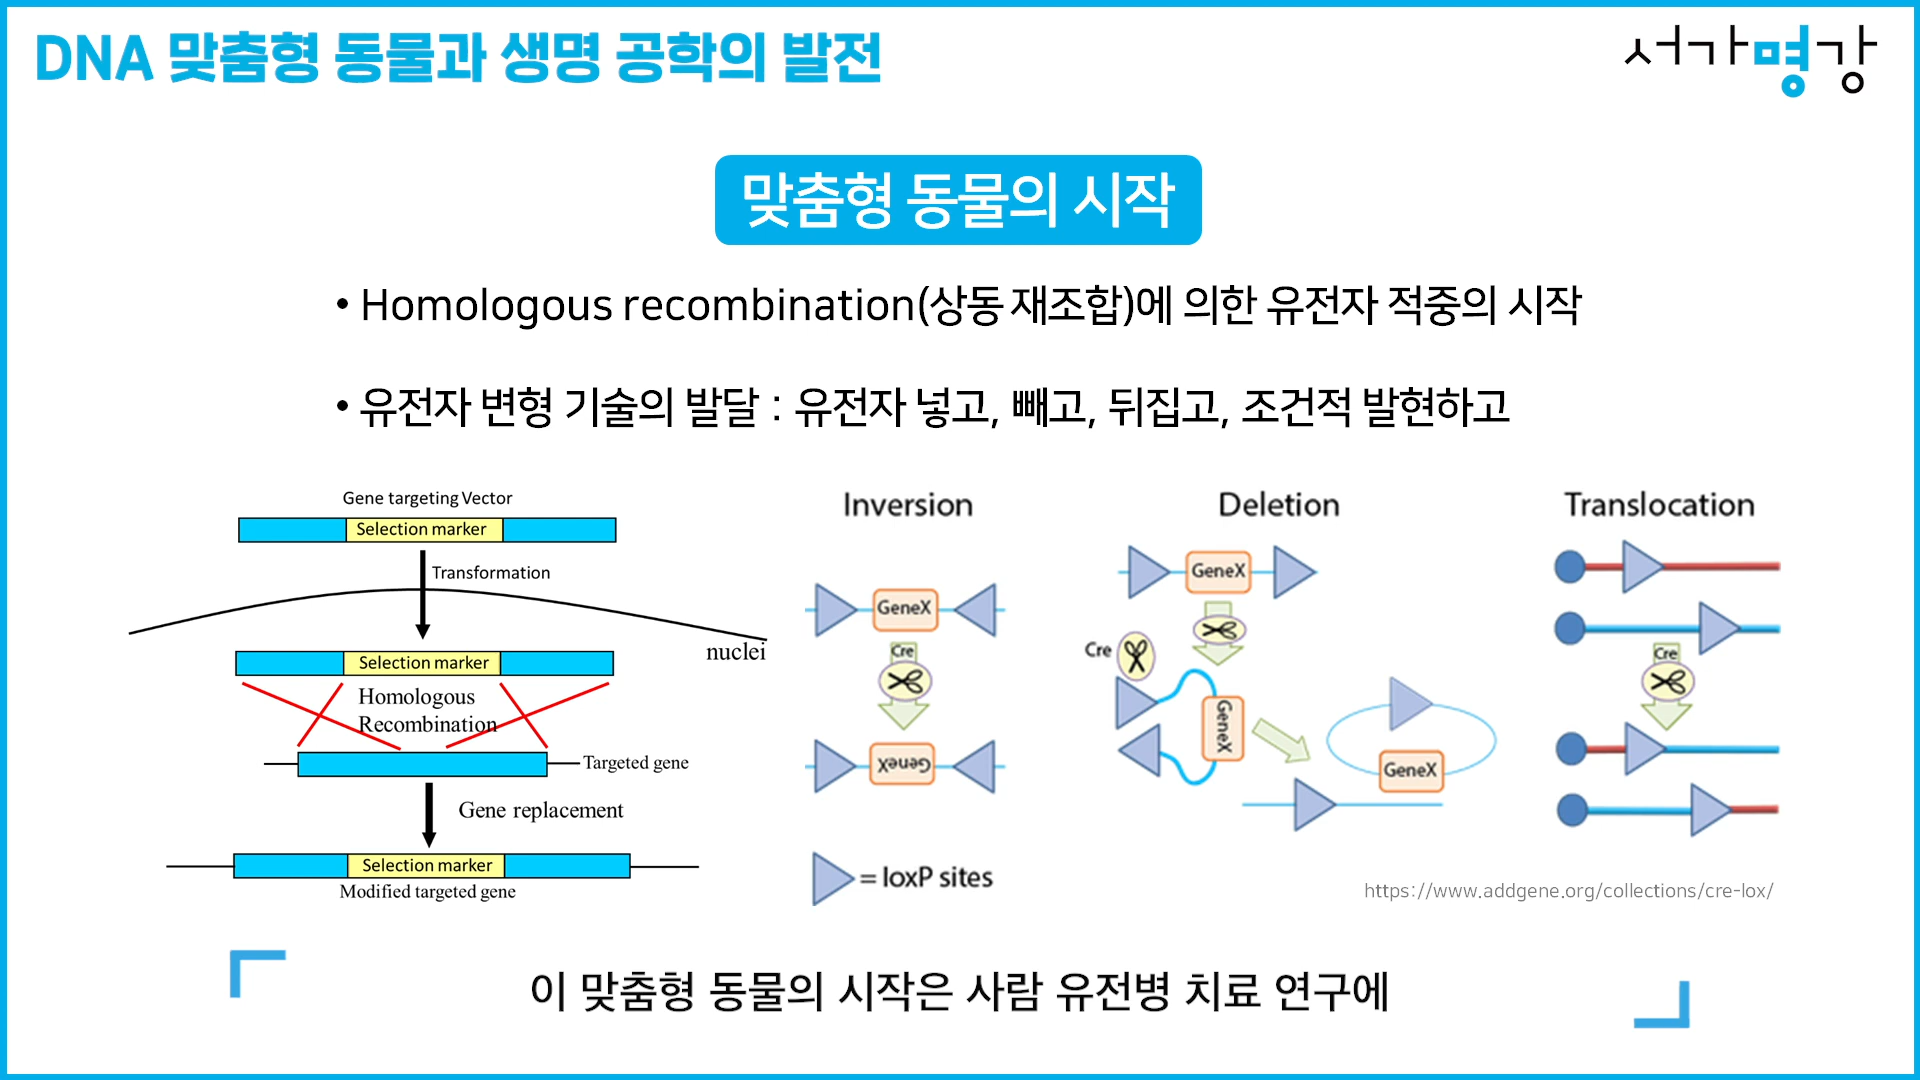 DNA 맞춤형 동물과 생명 공학의 발전
서가명강
맞춤형 동물의 시작
• Homologous recombination(상동 재조합)에 의한 유전자 적중의 시작
• 유전자 변형 기술의 발달 : 유전자 넣고, 빼고, 뒤집고, 조건적 발현하고
Gene targeting Vector
Selection marker
Transformation
nuclei
Selection marker
Homologous
Recombination
Targeted gene
Gene replacement
Selection marker
Modified targeted gene
Inversion
GeneX
Cre
GeneX
= loxP sites
Deletion
GeneX
Cre
GeneX
GeneX
Translocation
Cre
https://www.addgene.org/collections/cre-lox/
이 맞춤형 동물의 시작은 사람 유전병 치료 연구에